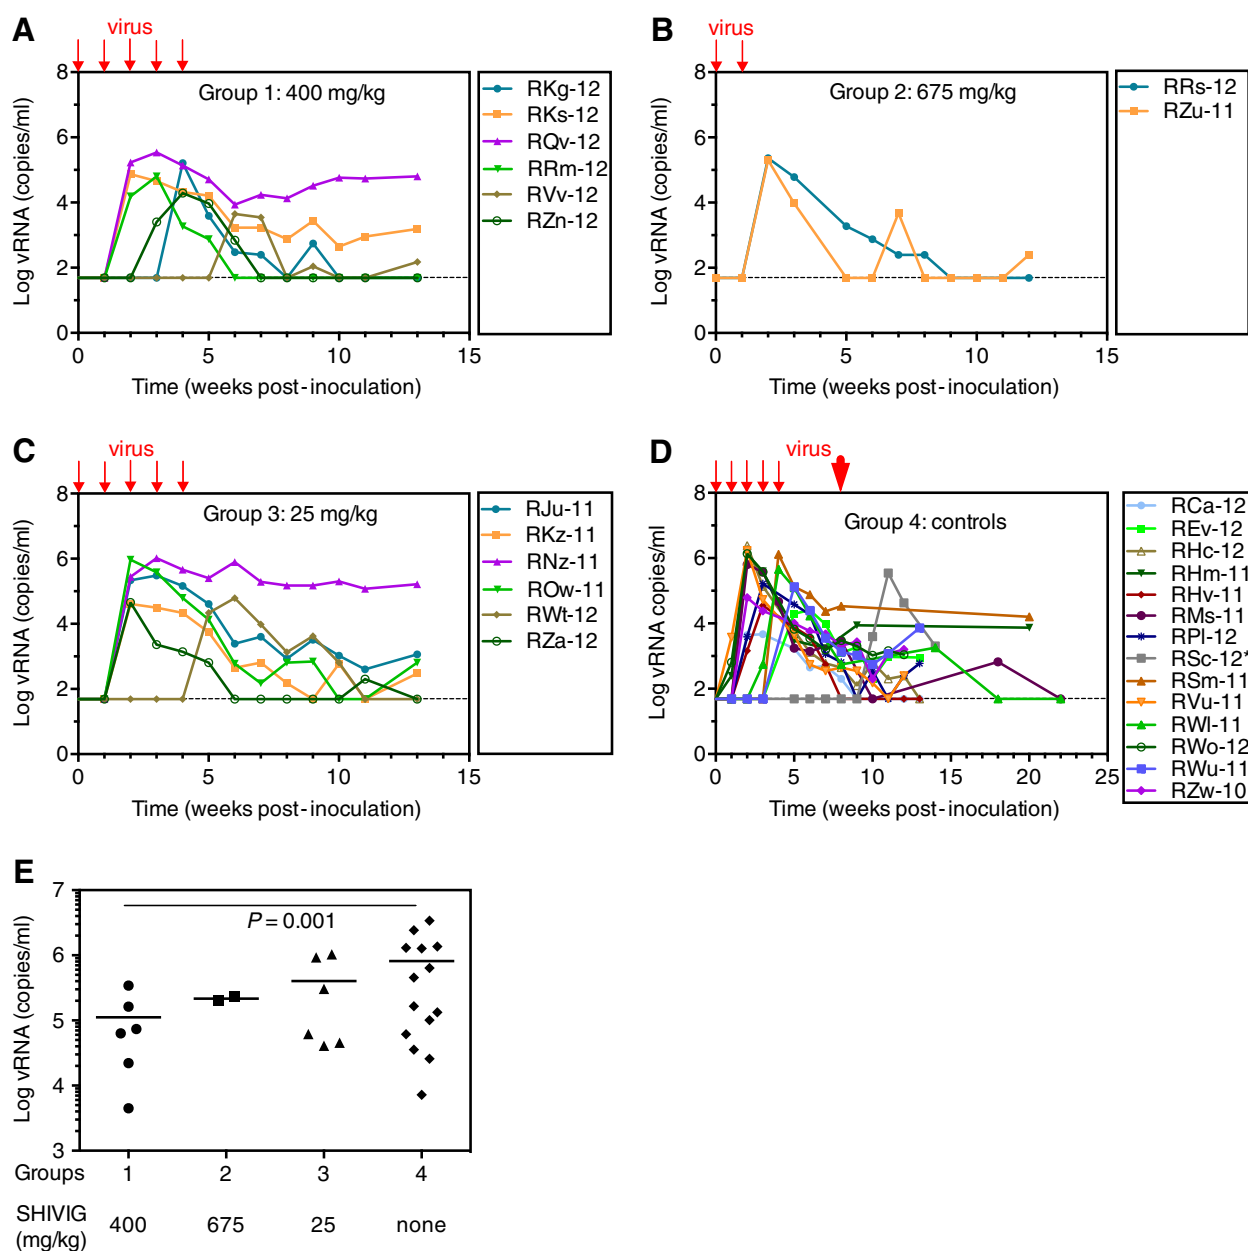 A
virus
Group 1: 400 mg/kg
Log vRNA (copies/ml)
8
6
4
2
0
0 5 10 15
Time (weeks post-inoculation)
RKg-12
RKs-12
RQv-12
RRm-12
RVv-12
RZn-12
B
virus
Group 2: 675 mg/kg
Log vRNA (copies/ml)
8
6
4
2
0
0 5 10 15
Time (weeks post-inoculation)
RRs-12
RZu-11
C
virus
Group 3: 25 mg/kg
Log vRNA (copies/ml)
8
6
4
2
0
0 5 10 15
Time (weeks post-inoculation)
RJu-11
RKz-11
RNz-11
ROw-11
RWt-12
RZa-12
D
virus
Group 4: controls
Log vRNA (copies/ml)
8
6
4
2
0
0 5 10 15 20 25
Time (weeks post-inoculation)
RCa-12
REv-12
RHc-12
RHm-11
RHv-11
RMs-11
RPl-12
RSc-12*
RSm-11
RVu-11
RWl-11
RWo-12
RWu-11
RZw-10
E
P = 0.001
Log vRNA (copies/ml)
7
6
5
4
3
Groups 1 2 3 4
SHIVIG
(mg/kg) 400 675 25 none